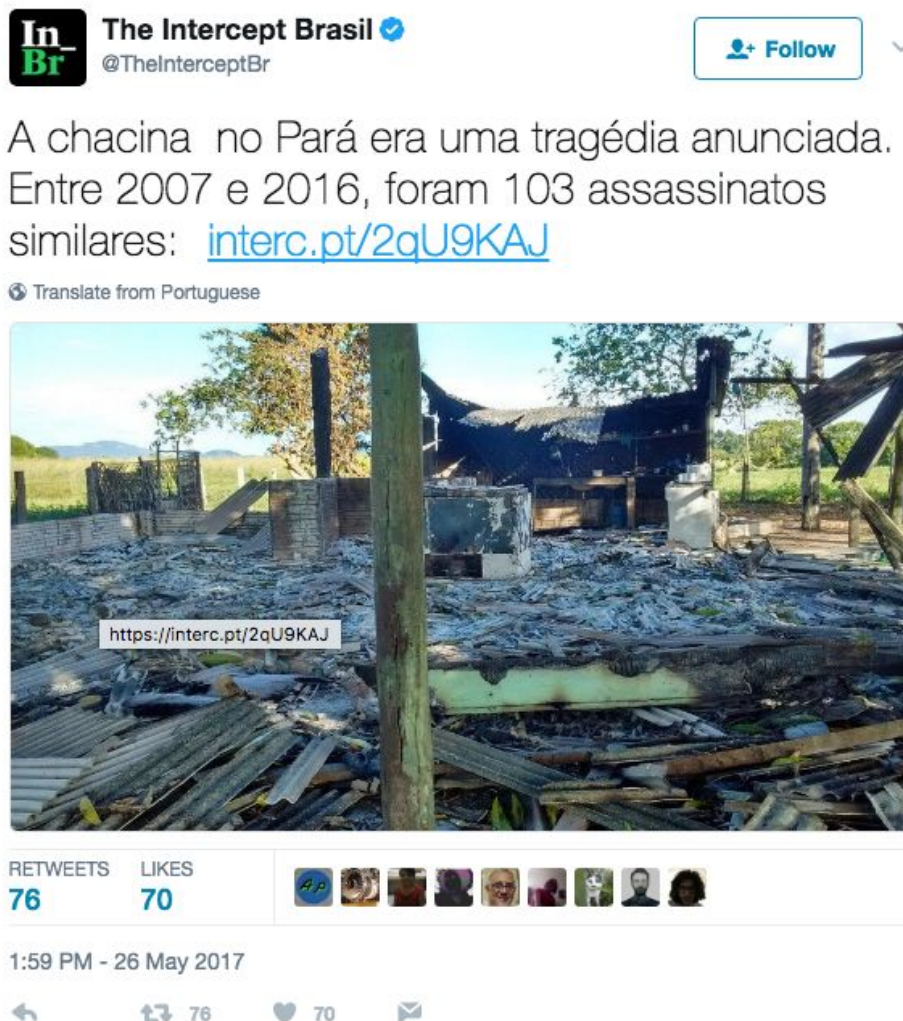 In_
Br
The Intercept Brasil
@TheInterceptBr
Follow
A chacina no Pará era uma tragédia anunciada.
Entre 2007 e 2016, foram 103 assassinatos
similares: interc.pt/2qU9KAJ
Translate from Portuguese
https://interc.pt/2qU9KAJ
RETWEETS LIKES
76 70
AP
1:59 PM - 26 May 2017
76 70